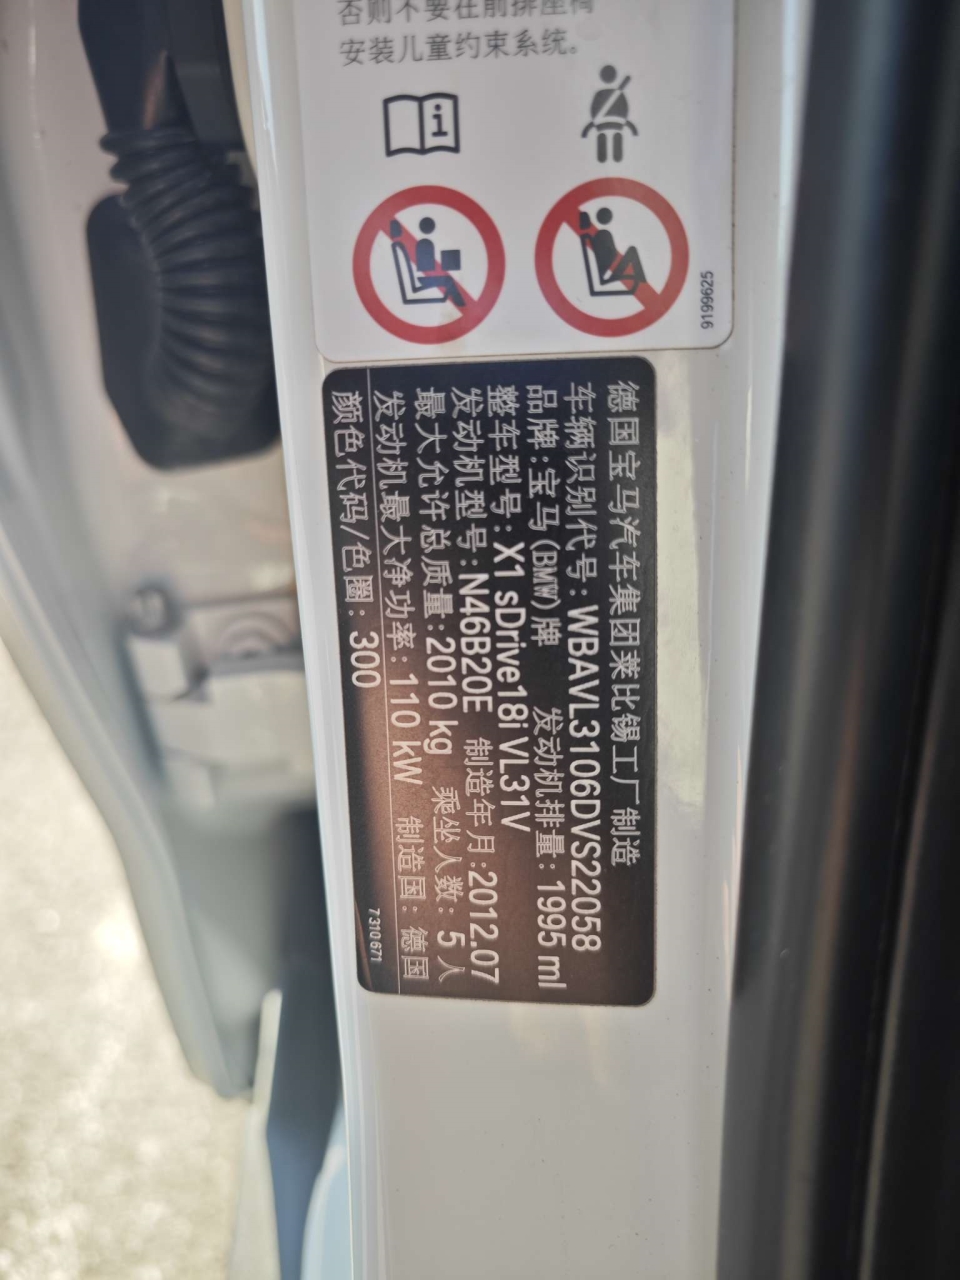 否则不要在前排座椅
安装儿童约束系统。
9199625
德国宝马汽车集团莱比锡工厂制造
车辆识别代号：WBAVL3106DVS22058
品牌：宝马(BMW)牌 发动机排量：1995 ml
整车型号：X1 sDrive18i VL31V
发动机型号：N46B20E 制造年月：2012.07
最大允许总质量：2010 kg 乘坐人数：5 人
发动机最大净功率：110 kW 制造国：德国
颜色代码/色圈：300
7310671